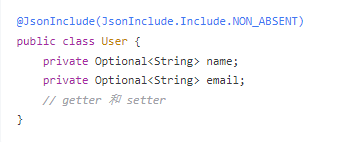 @JsonInclude(JsonInclude.Include.NON_ABSENT)
public class User {
    private Optional<String> name;
    private Optional<String> email;
    // getter 和 setter
}